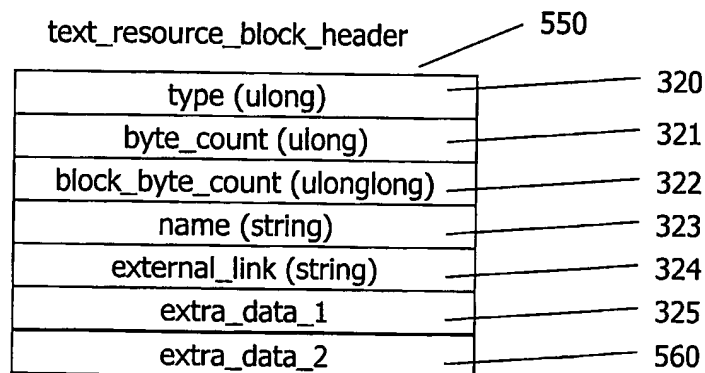 text_resource_block_header 550
type (ulong) 320
byte_count (ulong) 321
block_byte_count (ulonglong) 322
name (string) 323
external_link (string) 324
extra_data_1 325
extra_data_2 560